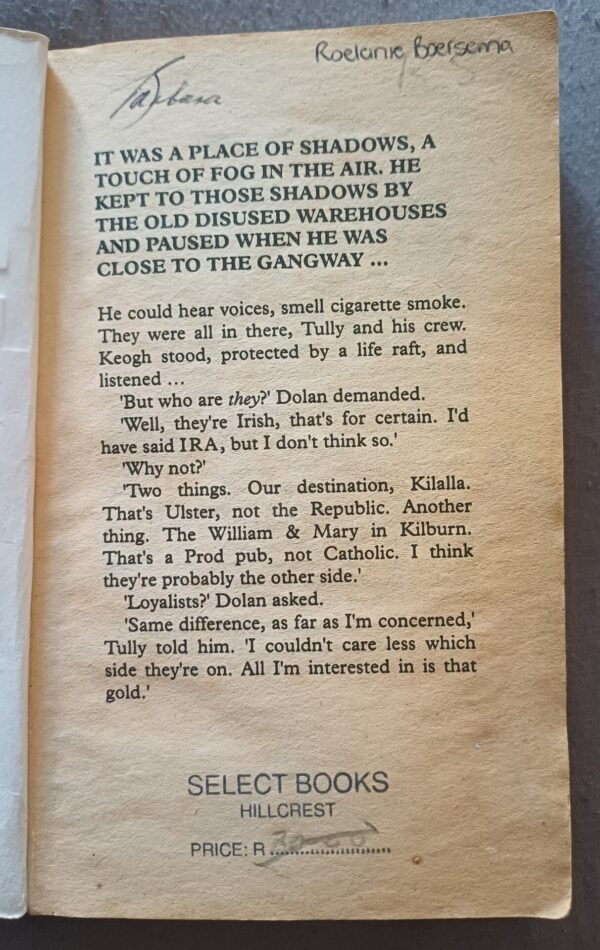 Roelanie Boersema
Barbara
IT WAS A PLACE OF SHADOWS, A
TOUCH OF FOG IN THE AIR. HE
KEPT TO THOSE SHADOWS BY
THE OLD DISUSED WAREHOUSES
AND PAUSED WHEN HE WAS
CLOSE TO THE GANGWAY ...
He could hear voices, smell cigarette smoke.
They were all in there, Tully and his crew.
Keogh stood, protected by a life raft, and
listened ...
'But who are they?' Dolan demanded.
'Well, they're Irish, that's for certain. I'd
have said IRA, but I don't think so.'
'Why not?'
'Two things. Our destination, Kilalla.
That's Ulster, not the Republic. Another
thing. The William & Mary in Kilburn.
That's a Prod pub, not Catholic. I think
they're probably the other side.'
'Loyalists?' Dolan asked.
'Same difference, as far as I'm concerned,'
Tully told him. 'I couldn't care less which
side they're on. All I'm interested in is that
gold.'
SELECT BOOKS
HILLCREST
PRICE: R